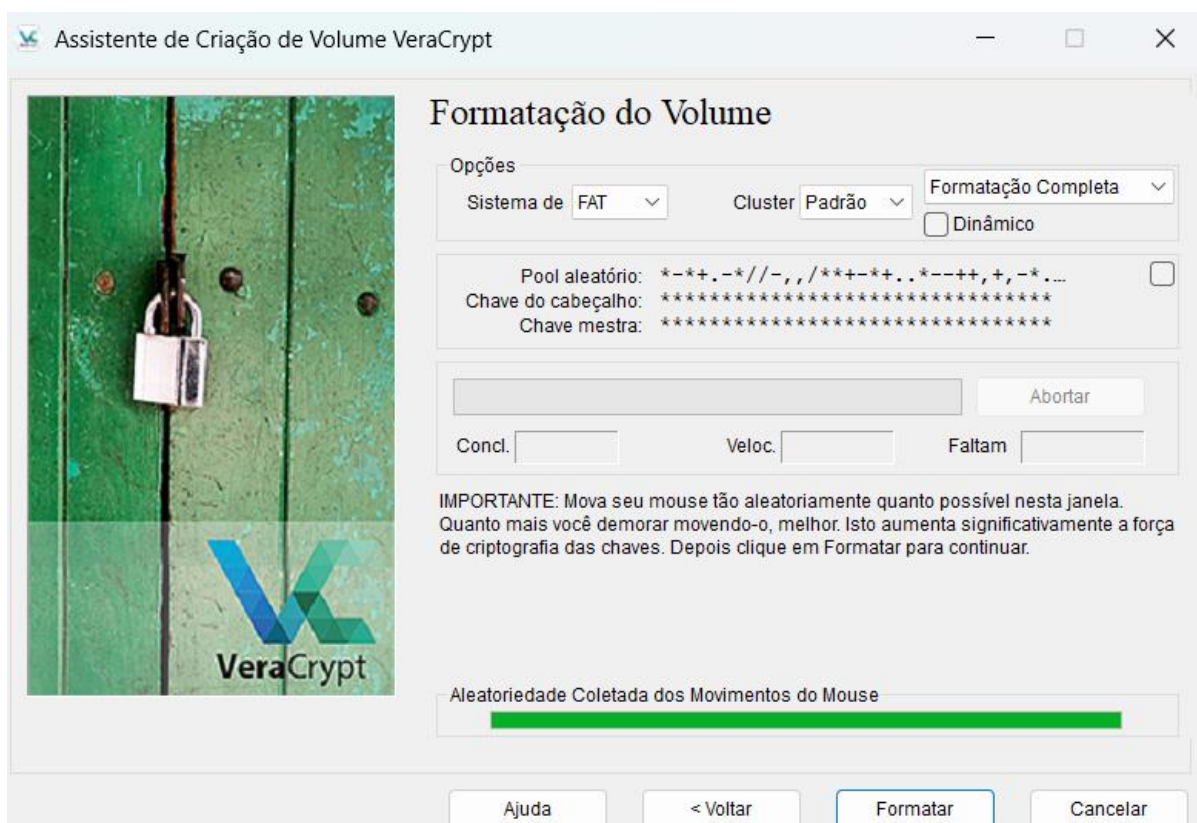 Assistente de Criação de Volume VeraCrypt
Formatação do Volume
Opções
Sistema de FAT Cluster Padrão Formatação Completa
Dinâmico
Pool aleatório: *-*+.-*//-,,/**+-*+..*--++,+,-*.…
Chave do cabeçalho: ********************************
Chave mestra: ********************************
Abortar
Concl. Veloc. Faltam
IMPORTANTE: Mova seu mouse tão aleatoriamente quanto possível nesta janela.
Quanto mais você demorar movendo-o, melhor. Isto aumenta significativamente a força
de criptografia das chaves. Depois clique em Formatar para continuar.
VeraCrypt
Aleatoriedade Coletada dos Movimentos do Mouse
Ajuda < Voltar Formatar Cancelar